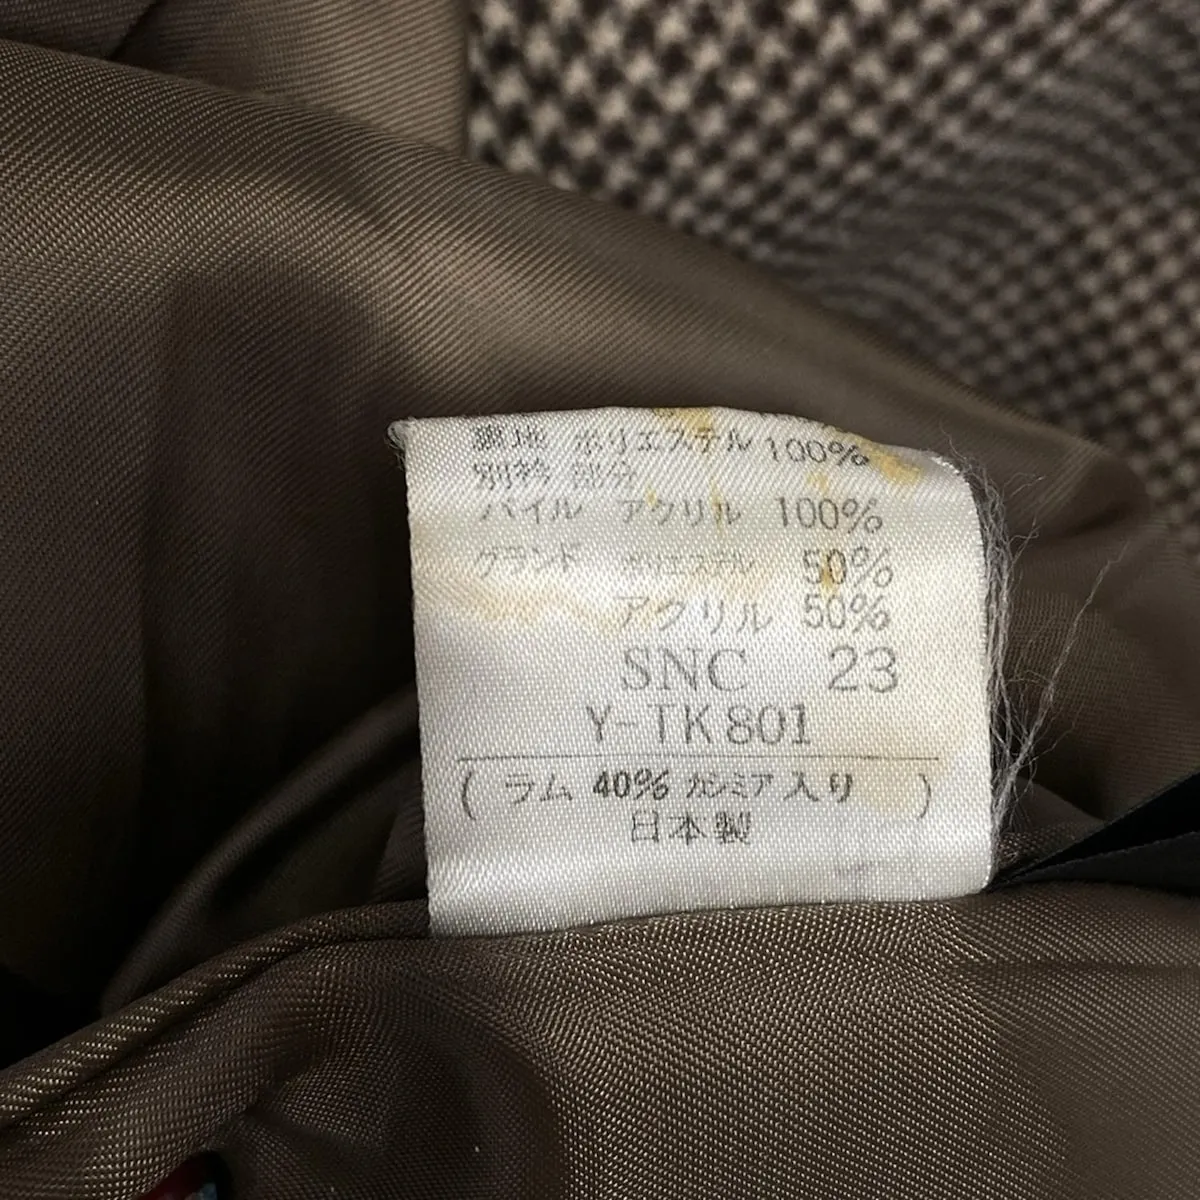 裏地 ポリエステル 100%
別衿 部分
パイル アクリル 100%
グランド ポリエステル 50%
アクリル 50%
SNC 23
Y-TK801
( ラム 40% カシミア 入り )
日本製